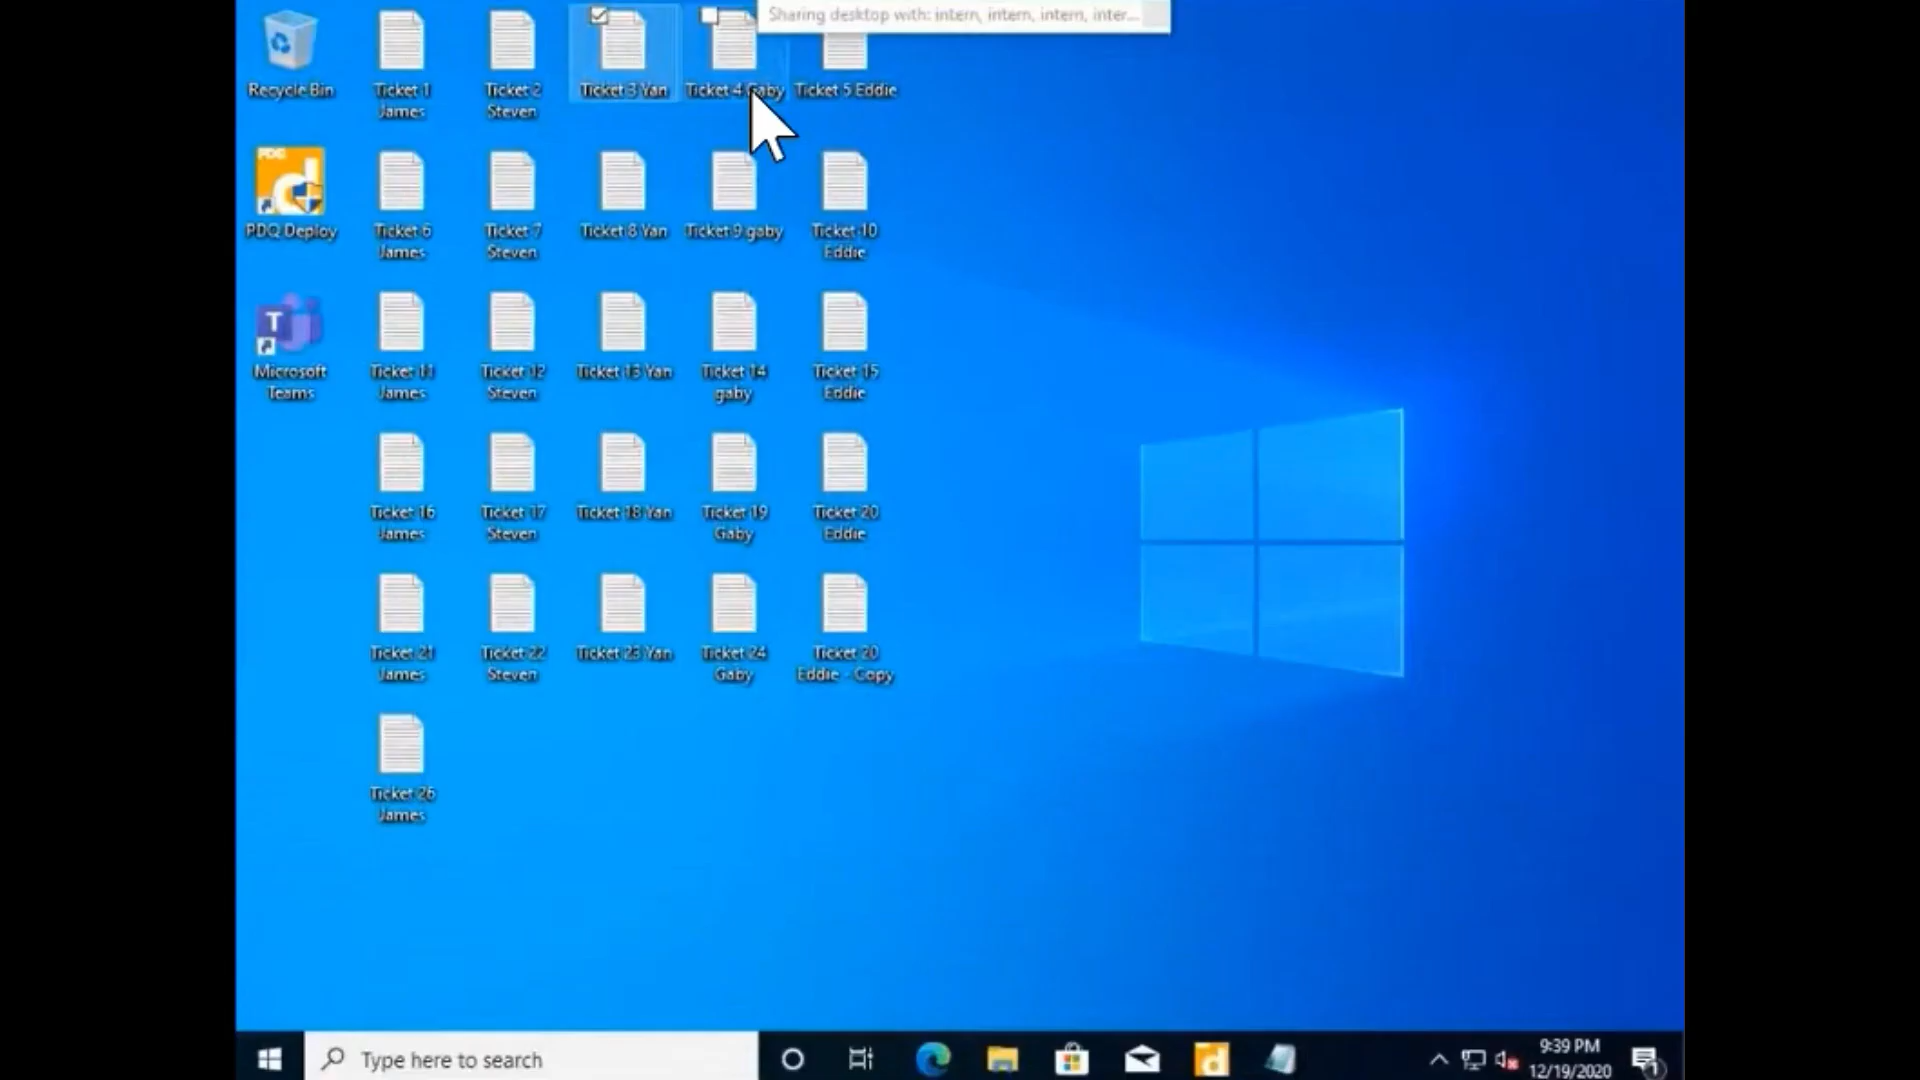 Sharing desktop with: intern, intern, intern, inter...
Recycle Bin
Ticket 1
James
Ticket 2
Steven
Ticket 3 Yan
Ticket 4 Gaby
Ticket 5 Eddie
PDQ Deploy
Ticket 6
James
Ticket 7
Steven
Ticket 8 Yan
Ticket 9 gaby
Ticket 10
Eddie
Microsoft
Teams
Ticket 11
James
Ticket 12
Steven
Ticket 13 Yan
Ticket 14
gaby
Ticket 15
Eddie
Ticket 16
James
Ticket 17
Steven
Ticket 18 Yan
Ticket 19
Gaby
Ticket 20
Eddie
Ticket 21
James
Ticket 22
Steven
Ticket 23 Yan
Ticket 24
Gaby
Ticket 20
Eddie - Copy
Ticket 26
James
Type here to search
9:39 PM
12/19/2020
1